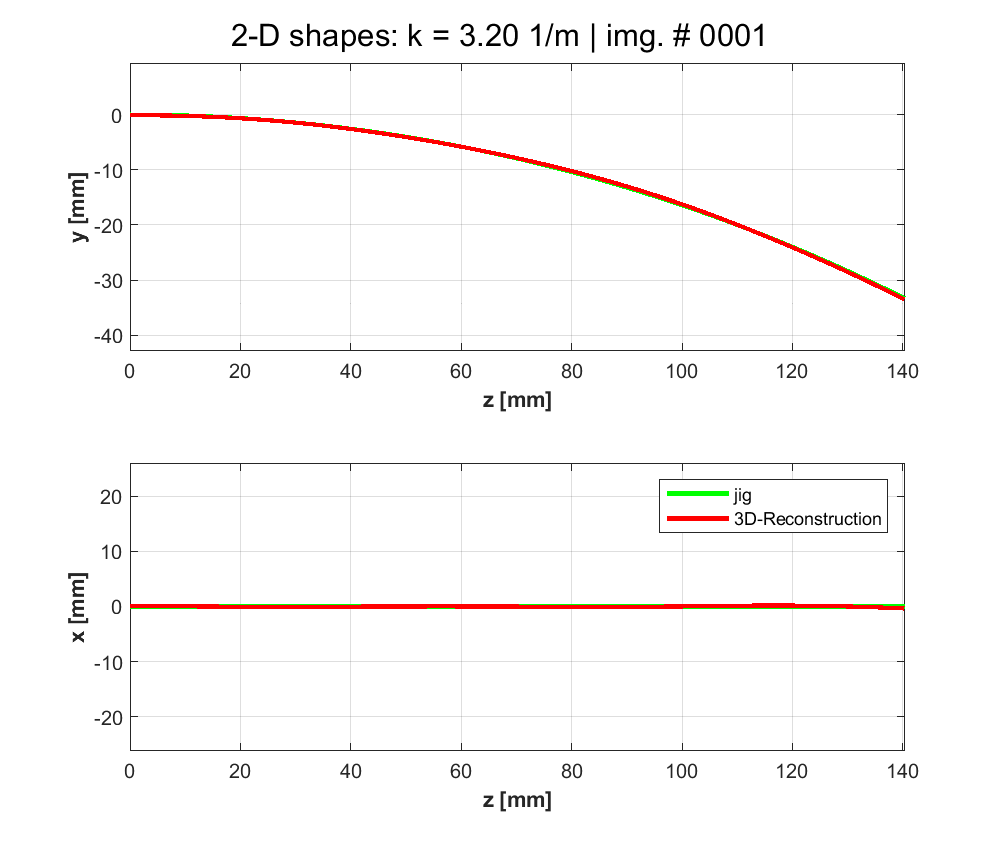 2-D shapes: k = 3.20 1/m | img. # 0001
y [mm]
0
-10
-20
-30
-40
0 20 40 60 80 100 120 140
z [mm]
x [mm]
20
10
0
-10
-20
jig
3D-Reconstruction
0 20 40 60 80 100 120 140
z [mm]